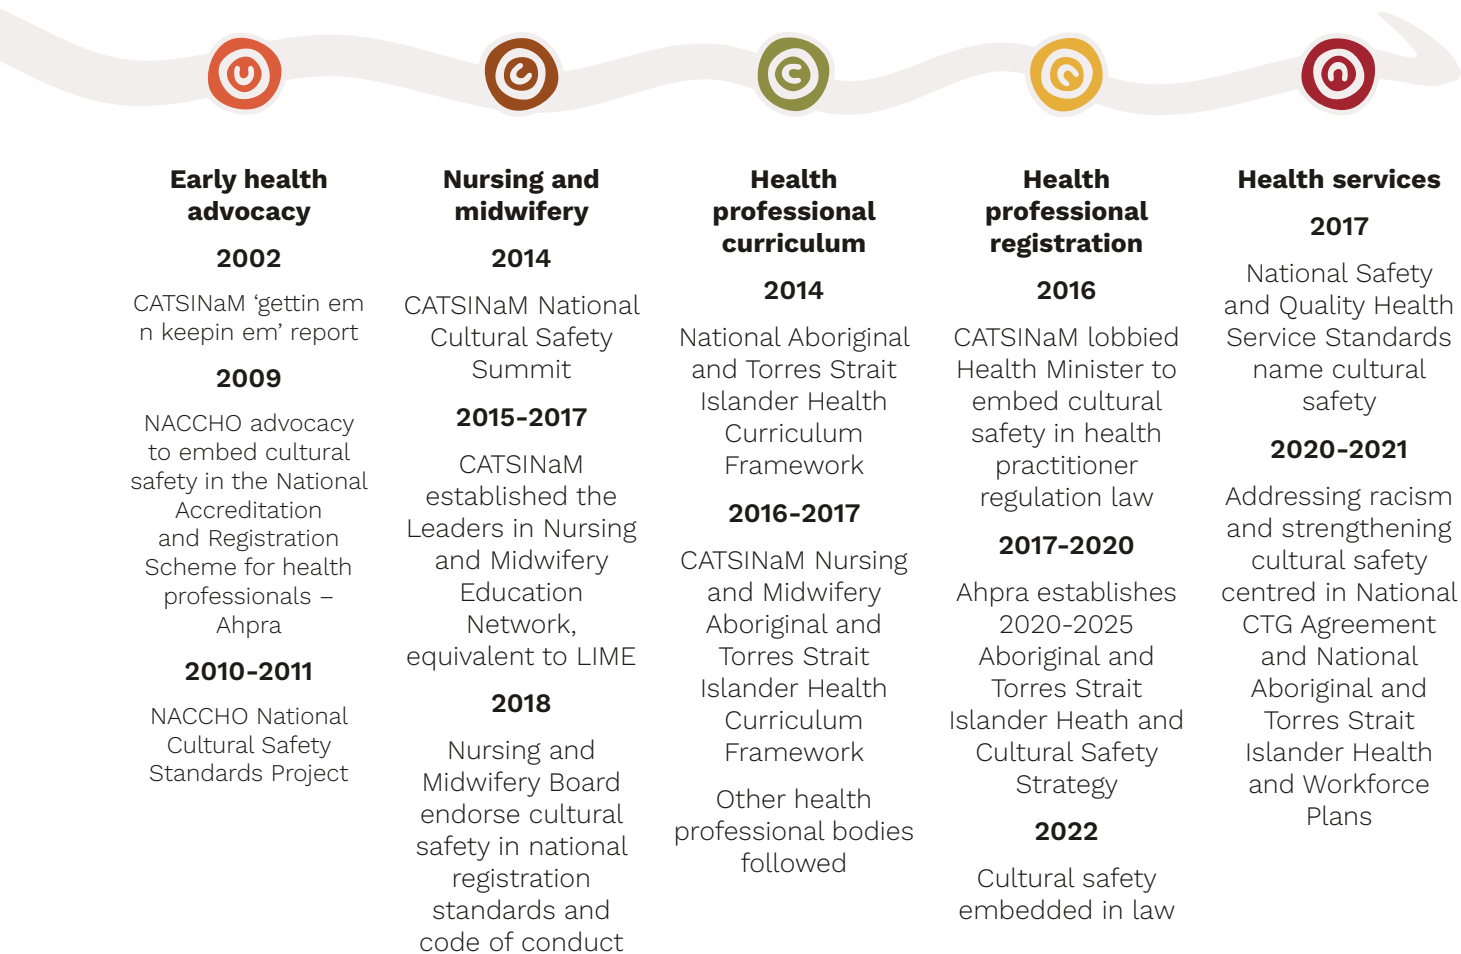 Early health
advocacy
2002
CATSINaM ‘gettin em
n keepin em’ report
2009
NACCHO advocacy
to embed cultural
safety in the National
Accreditation
and Registration
Scheme for health
professionals –
Ahpra
2010-2011
NACCHO National
Cultural Safety
Standards Project
Nursing and
midwifery
2014
CATSINaM National
Cultural Safety
Summit
2015-2017
CATSINaM
established the
Leaders in Nursing
and Midwifery
Education
Network,
equivalent to LIME
2018
Nursing and
Midwifery Board
endorse cultural
safety in national
registration
standards and
code of conduct
Health
professional
curriculum
2014
National Aboriginal
and Torres Strait
Islander Health
Curriculum
Framework
2016-2017
CATSINaM Nursing
and Midwifery
Aboriginal and
Torres Strait
Islander Health
Curriculum
Framework
Other health
professional bodies
followed
Health
professional
registration
2016
CATSINaM lobbied
Health Minister to
embed cultural
safety in health
practitioner
regulation law
2017-2020
Ahpra establishes
2020-2025
Aboriginal and
Torres Strait
Islander Heath and
Cultural Safety
Strategy
2022
Cultural safety
embedded in law
Health services
2017
National Safety
and Quality Health
Service Standards
name cultural
safety
2020-2021
Addressing racism
and strengthening
cultural safety
centred in National
CTG Agreement
and National
Aboriginal and
Torres Strait
Islander Health
and Workforce
Plans